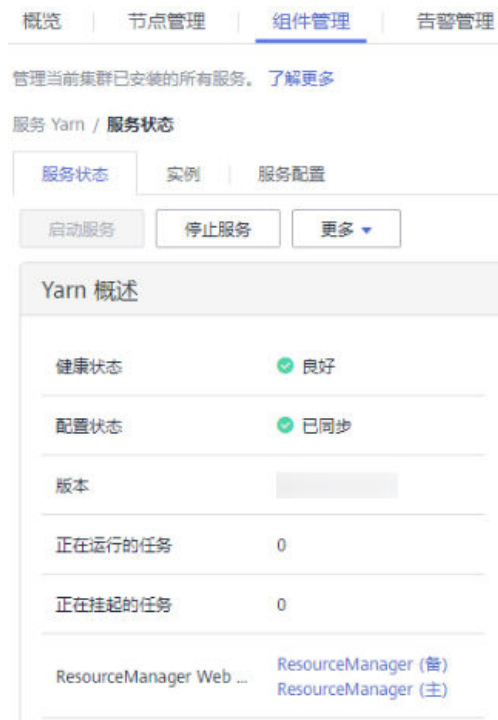 概览 节点管理 组件管理 告警管理
管理当前集群已安装的所有服务。 了解更多
服务 Yarn / 服务状态
服务状态 实例 服务配置
启动服务 停止服务 更多
Yarn 概述
健康状态 良好
配置状态 已同步
版本
正在运行的任务 0
正在挂起的任务 0
ResourceManager Web ... ResourceManager (备)
ResourceManager (主)